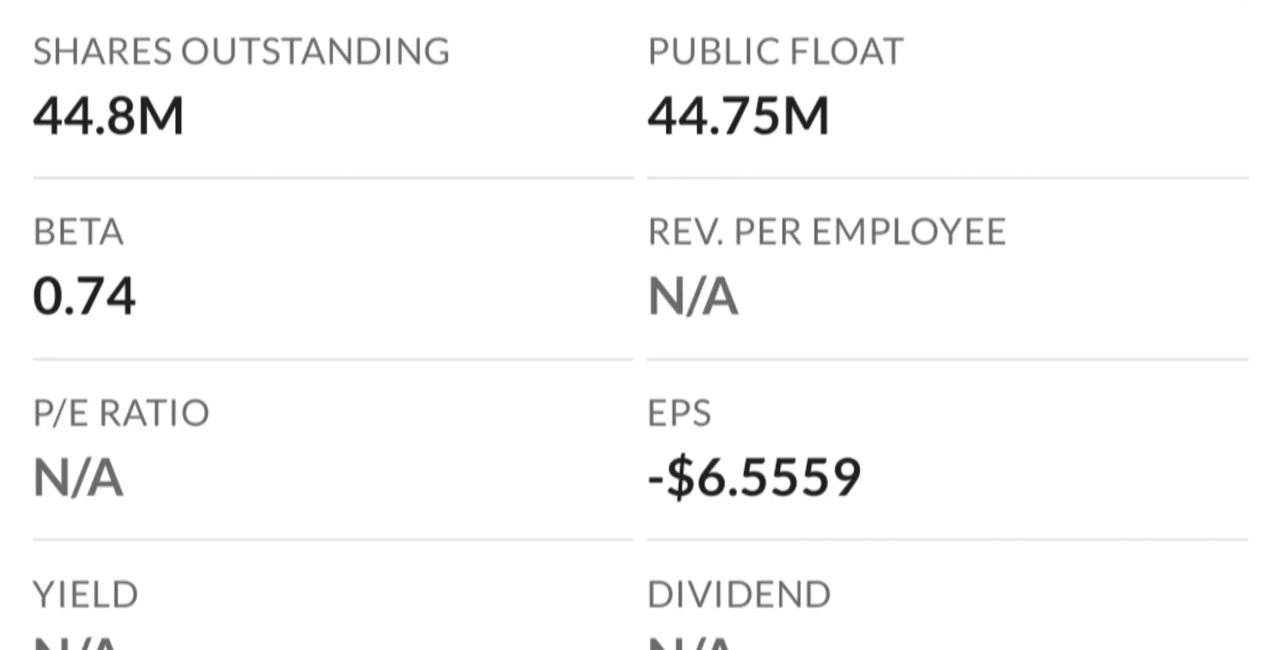 SHARES OUTSTANDING
44.8M
PUBLIC FLOAT
44.75M
BETA
0.74
REV. PER EMPLOYEE
N/A
P/E RATIO
N/A
EPS
-$6.5559
YIELD
N/A
DIVIDEND
N/A